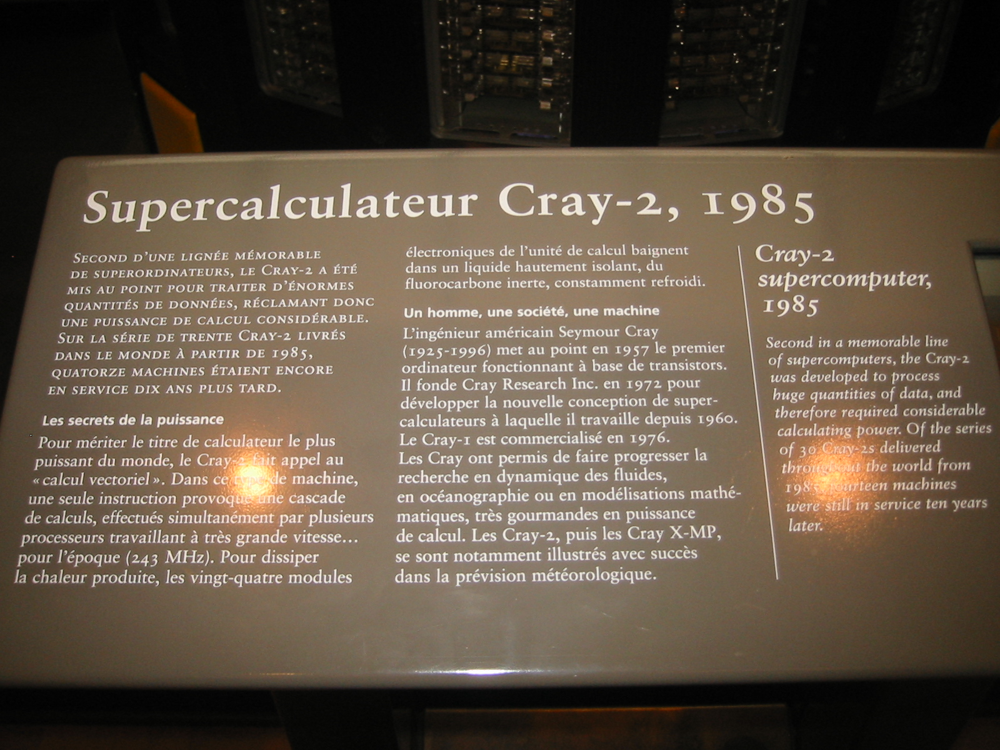 Supercalculateur Cray-2, 1985
Second d'une lignée mémorable
de superordinateurs, le Cray-2 a été
mis au point pour traiter d'énormes
quantités de données, réclamant donc
une puissance de calcul considérable.
Sur la série de trente Cray-2 livrés
dans le monde à partir de 1985,
quatorze machines étaient encore
en service dix ans plus tard.
Les secrets de la puissance
Pour mériter le titre de calculateur le plus
puissant du monde, le Cray-2 fait appel au
« calcul vectoriel ». Dans ce type de machine,
une seule instruction provoque une cascade
de calculs, effectués simultanément par plusieurs
processeurs travaillant à très grande vitesse…
pour l'époque (243 MHz). Pour dissiper
la chaleur produite, les vingt-quatre modules
électroniques de l'unité de calcul baignent
dans un liquide hautement isolant, du
fluorocarbone inerte, constamment refroidi.
Un homme, une société, une machine
L'ingénieur américain Seymour Cray
(1925-1996) met au point en 1957 le premier
ordinateur fonctionnant à base de transistors.
Il fonde Cray Research Inc. en 1972 pour
développer la nouvelle conception de super-
calculateurs à laquelle il travaille depuis 1960.
Le Cray-1 est commercialisé en 1976.
Les Cray ont permis de faire progresser la
recherche en dynamique des fluides,
en océanographie ou en modélisations mathé-
matiques, très gourmandes en puissance
de calcul. Les Cray-2, puis les Cray X-MP,
se sont notamment illustrés avec succès
dans la prévision météorologique.
Cray-2
supercomputer,
1985
Second in a memorable line
of supercomputers, the Cray-2
was developed to process
huge quantities of data, and
therefore required considerable
calculating power. Of the series
of 30 Cray-2s delivered
throughout the world from
1985, fourteen machines
were still in service ten years
later.